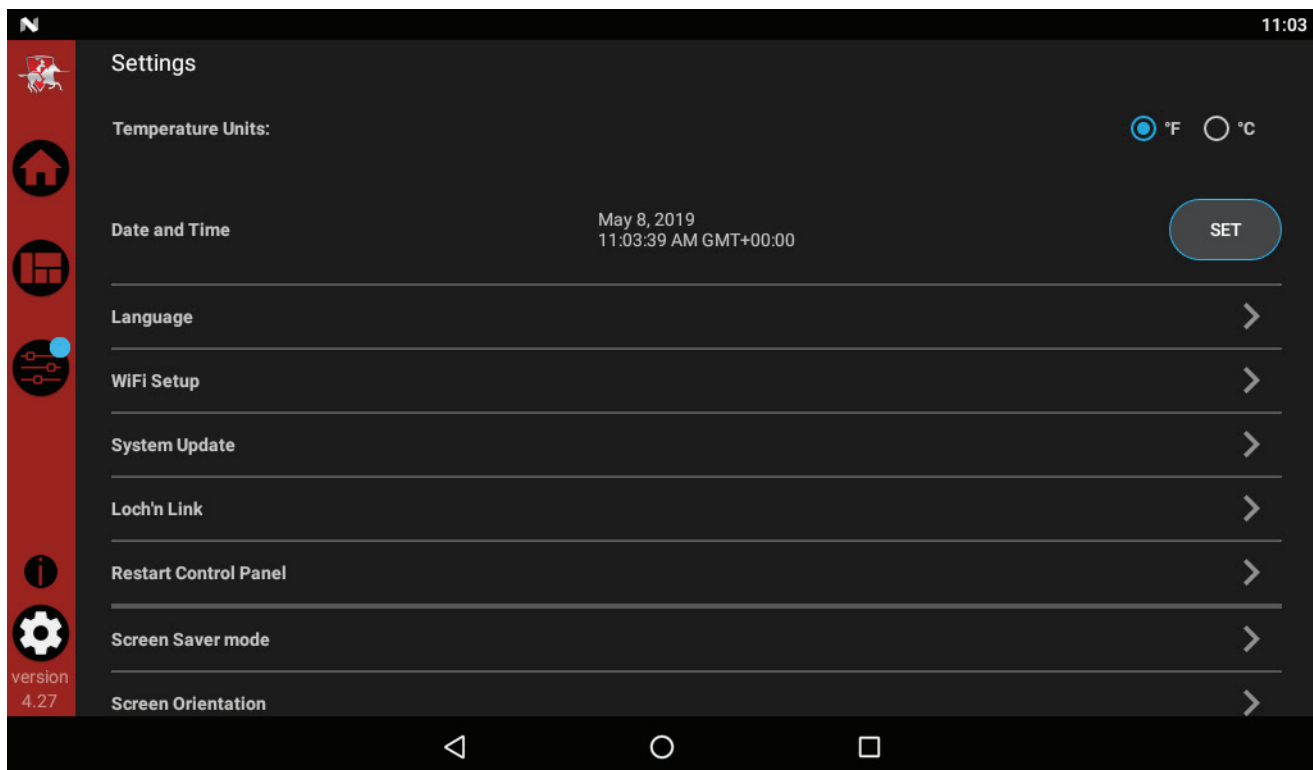 11:03
Settings
Temperature Units:
°F °C
Date and Time
May 8, 2019
11:03:39 AM GMT+00:00
SET
Language
WiFi Setup
System Update
Loch'n Link
Restart Control Panel
Screen Saver mode
Screen Orientation
version
4.27